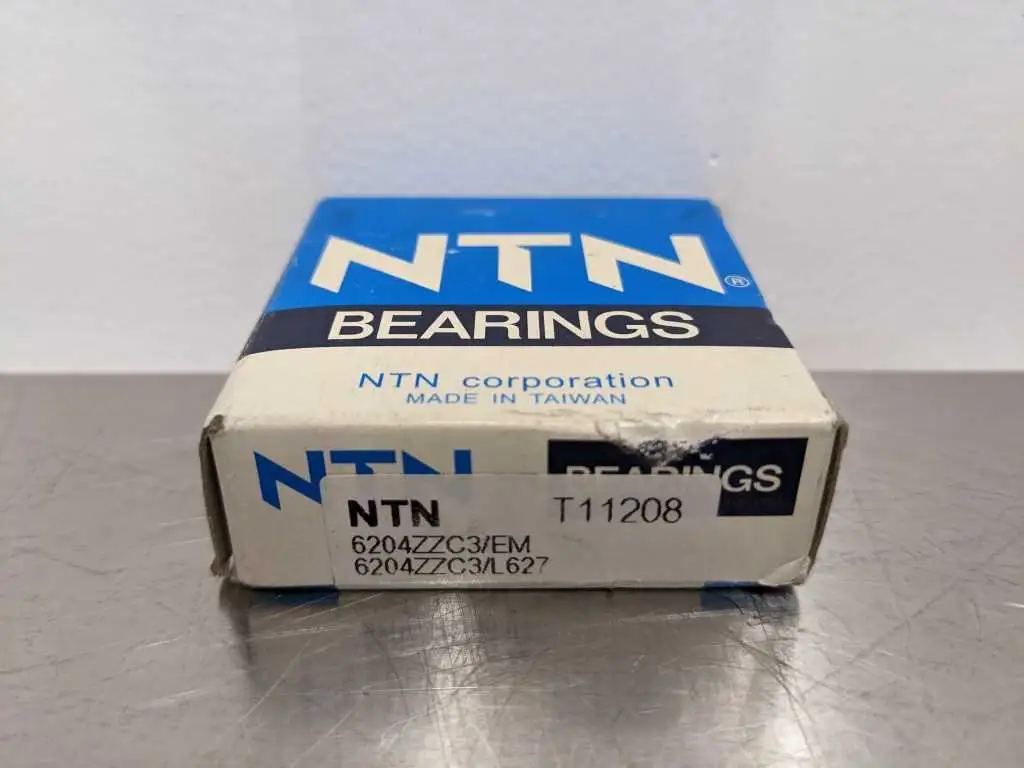 NTN®
BEARINGS
NTN corporation
MADE IN TAIWAN
NTN BEARINGS
NTN T11208
6204ZZC3/EM
6204ZZC3/L627